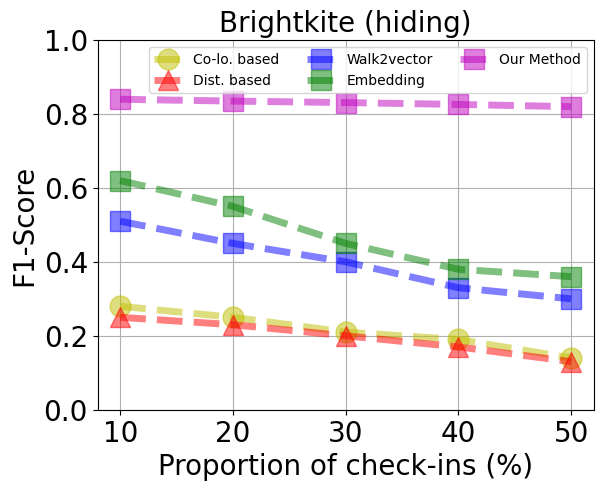 Brightkite (hiding)
Co-lo. based
Dist. based
Walk2vector
Embedding
Our Method
F1-Score
1.0
0.8
0.6
0.4
0.2
0.0
10 20 30 40 50
Proportion of check-ins (%)